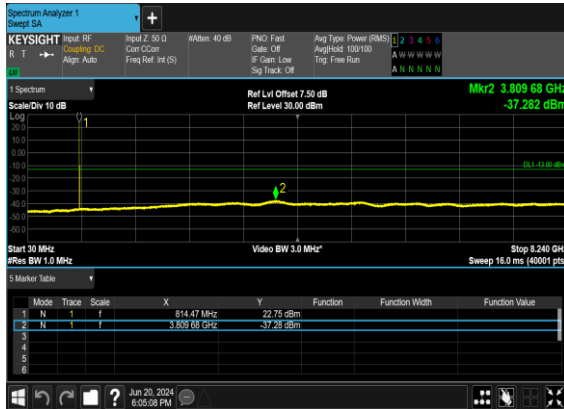 Spectrum Analyzer 1
Swept SA
+
KEYSIGHT
R T
LXI
Input: RF
Coupling: DC
Align: Auto
Input Z: 50 Ω
Corr CCorr
Freq Ref: Int (S)
#Atten: 40 dB
PNO: Fast
Gate: Off
IF Gain: Low
Sig Track: Off
Avg Type: Power (RMS)
Avg|Hold: 100/100
Trig: Free Run
1 2 3 4 5 6
A W W W W W
A N N N N N
1 Spectrum
Scale/Div 10 dB
Ref Lvl Offset 7.50 dB
Ref Level 30.00 dBm
Mkr2 3.809 68 GHz
-37.282 dBm
Log
20.0
10.0
0.00
-10.0
-20.0
-30.0
-40.0
-50.0
-60.0
1
2
DL1 -13.00 dBm
Start 30 MHz
#Res BW 1.0 MHz
Video BW 3.0 MHz*
Stop 8.240 GHz
Sweep 16.0 ms (40001 pts)
5 Marker Table
Mode Trace Scale X Y Function Function Width Function Value
1 N 1 f 814.47 MHz 22.75 dBm
2 N 1 f 3.809 68 GHz -37.28 dBm
3
4
5
6
?
Jun 20, 2024
6:05:08 PM